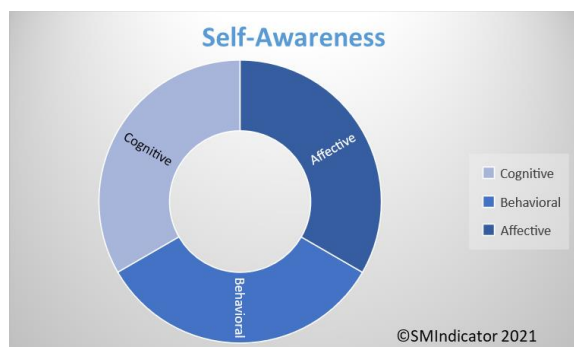 Self-Awareness
Cognitive
Affective
Behavioral
Cognitive
Behavioral
Affective
©SMIndicator 2021